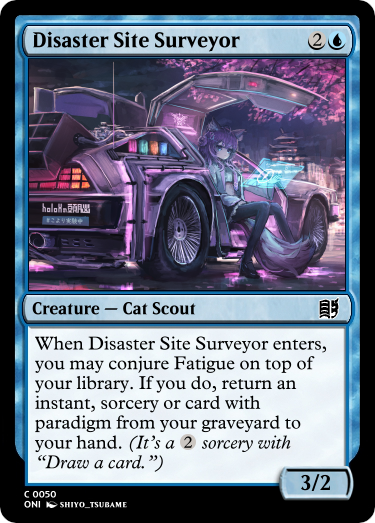 Disaster Site Surveyor 2
holoXπ
Creature — Cat Scout
When Disaster Site Surveyor enters,
you may conjure Fatigue on top of
your library. If you do, return an
instant, sorcery or card with
paradigm from your graveyard to
your hand. (It's a 2 sorcery with
“Draw a card.”)
3/2
C 0050
ONI SHIYO_TSUBAME